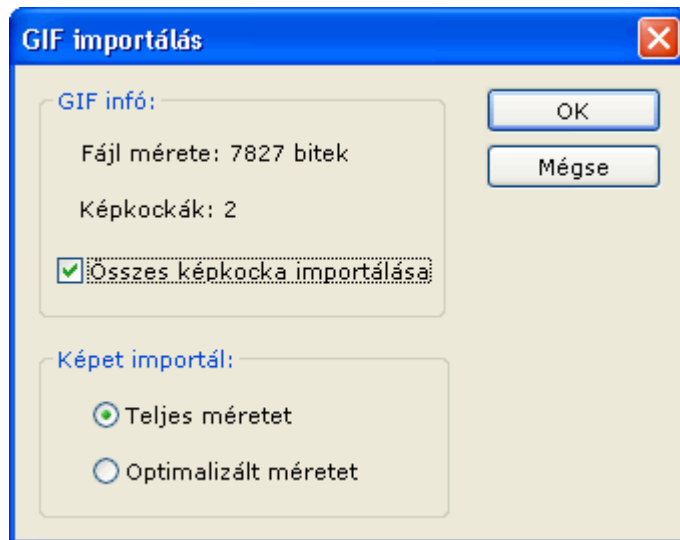 GIF importálás
GIF infó:
OK
Fájl mérete: 7827 bitek
Mégse
Képkockák: 2
Összes képkocka importálása
Képet importál:
Teljes méretet
Optimalizált méretet